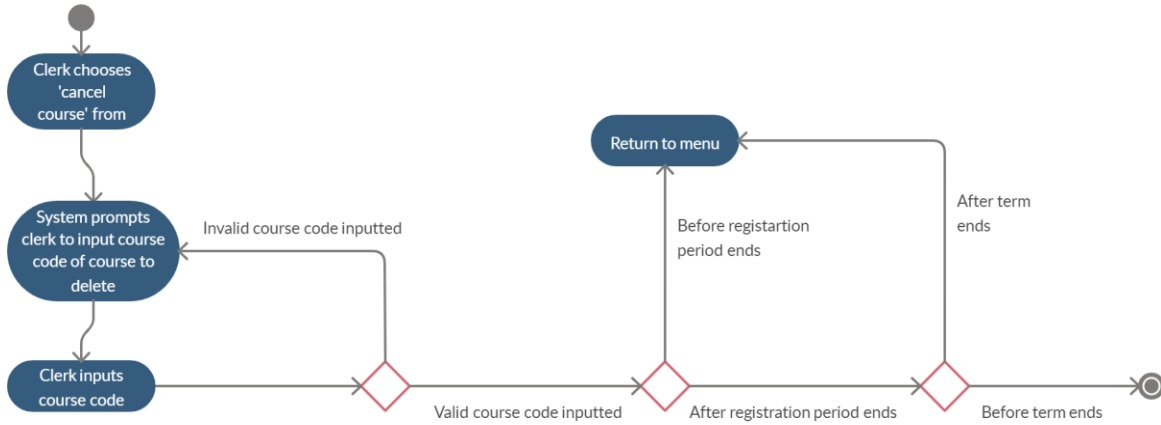 Clerk chooses
'cancel
course' from
System prompts
clerk to input course
code of course to
delete
Invalid course code inputted
Clerk inputs
course code
Valid course code inputted
Return to menu
Before registartion
period ends
After registration period ends
After term
ends
Before term ends